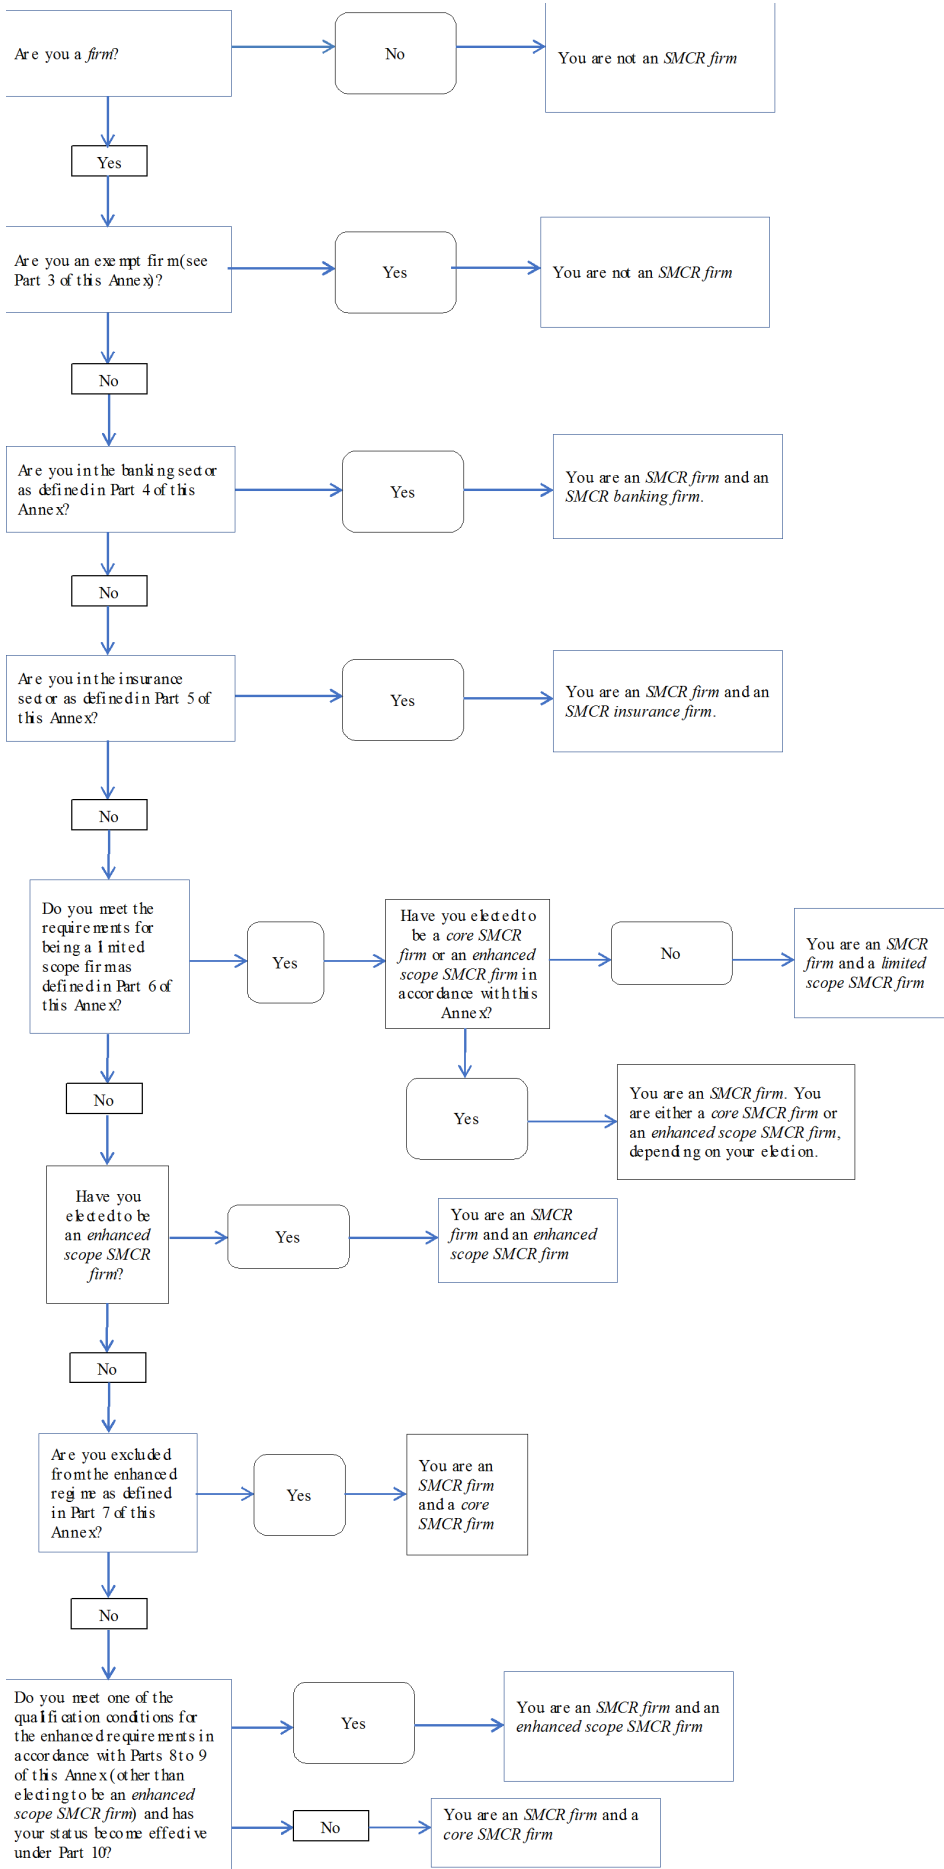 Are you a firm?
No
You are not an SMCR firm
Yes
Are you an exempt firm (see
Part 3 of this Annex)?
Yes
You are not an SMCR firm
No
Are you in the banking sector
as defined in Part 4 of this
Annex?
Yes
You are an SMCR firm and an
SMCR banking firm.
No
Are you in the insurance
sector as defined in Part 5 of
this Annex?
Yes
You are an SMCR firm and an
SMCR insurance firm.
No
Do you meet the
requirements for
being a limited
scope firm as
defined in Part 6 of
this Annex?
Yes
Have you elected to
be a core SMCR
firm or an enhanced
scope SMCR firm in
accordance with this
Annex?
No
You are an SMCR
firm and a limited
scope SMCR firm
Yes
You are an SMCR firm. You
are either a core SMCR firm or
an enhanced scope SMCR firm,
depending on your election.
No
Have you
elected to be
an enhanced
scope SMCR
firm?
Yes
You are an SMCR
firm and an enhanced
scope SMCR firm
No
Are you excluded
from the enhanced
regime as defined
in Part 7 of this
Annex?
Yes
You are an
SMCR firm
and a core
SMCR firm
No
Do you meet one of the
qualification conditions for
the enhanced requirements in
accordance with Parts 8 to 9
of this Annex (other than
electing to be an enhanced
scope SMCR firm) and has
your status become effective
under Part 10?
Yes
You are an SMCR firm and an
enhanced scope SMCR firm
No
You are an SMCR firm and a
core SMCR firm